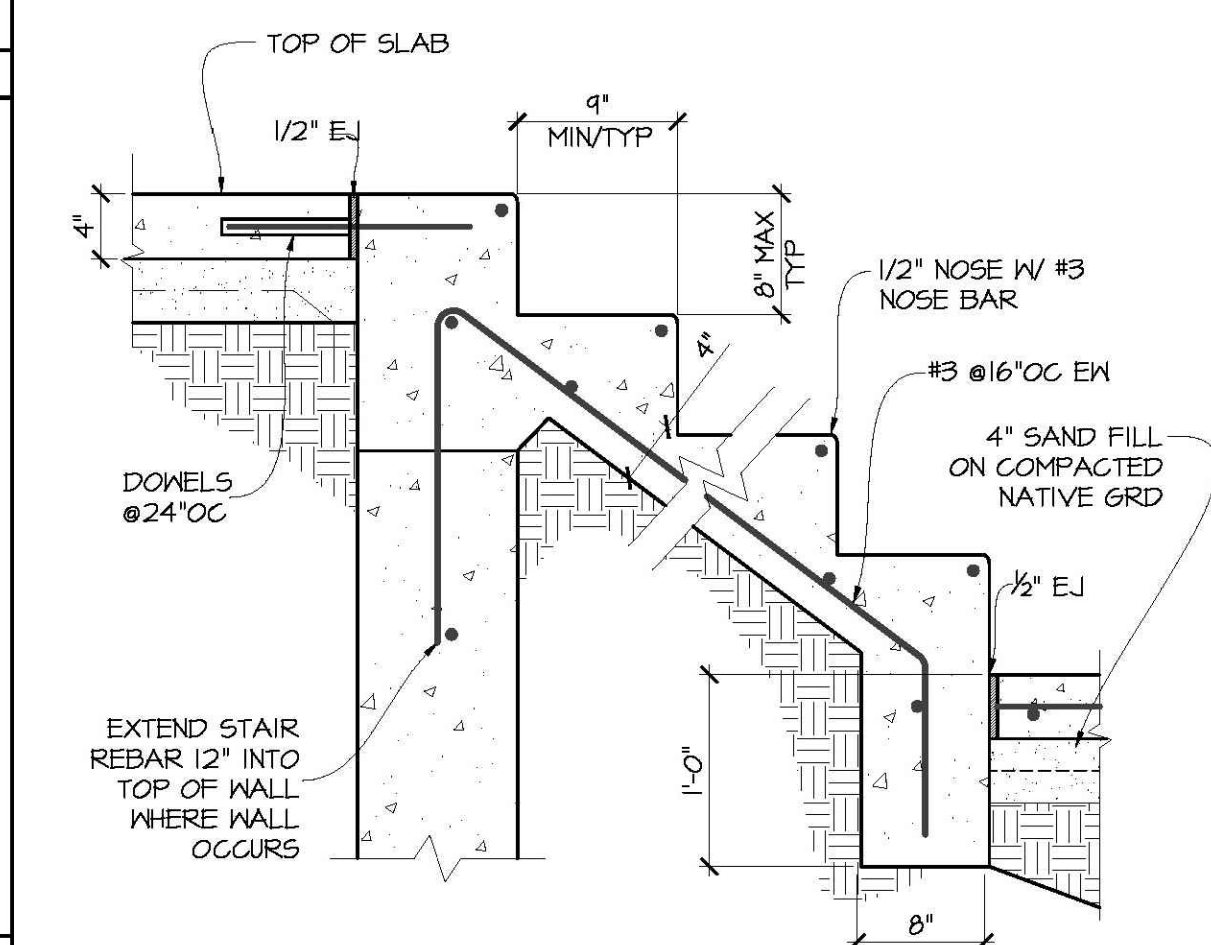 TOP OF SLAB
1/2" EJ
9"
MIN/TYP
4"
8" MAX
TYP
1/2" NOSE W/ #3
NOSE BAR
4"
#3 @16"OC EW
4" SAND FILL
ON COMPACTED
NATIVE GRD
DOWELS
@24"OC
½" EJ
EXTEND STAIR
REBAR 12" INTO
TOP OF WALL
WHERE WALL
OCCURS
1'-0"
8"